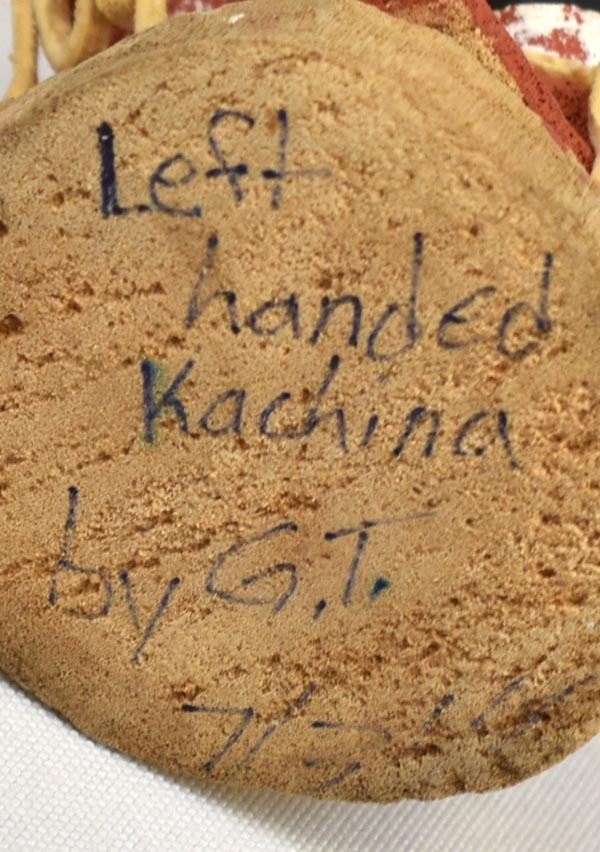 Left
handed
Kachina
by G.T.